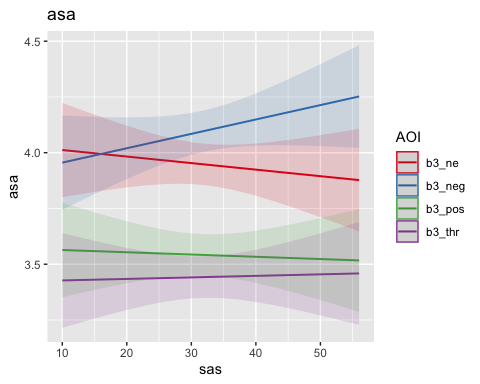 asa
4.5
4.0
3.5
asa
10
20
30
40
50
sas
AOI
b3_ne
b3_neg
b3_pos
b3_thr